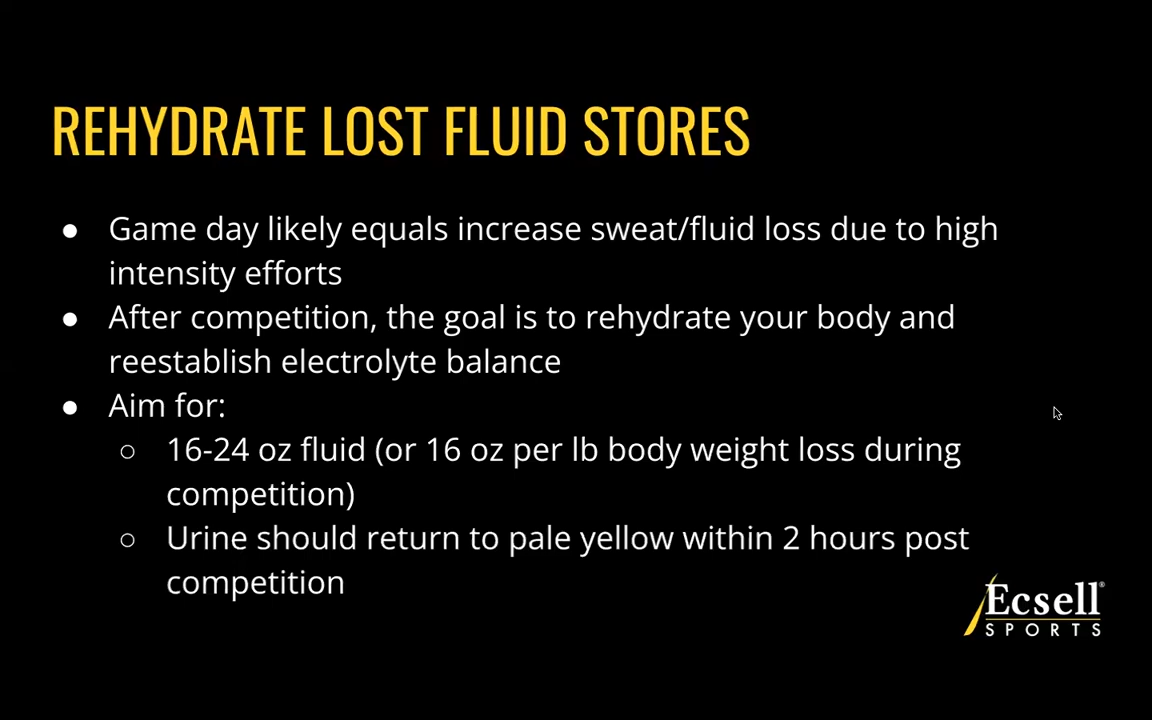 REHYDRATE LOST FLUID STORES
● Game day likely equals increase sweat/fluid loss due to high
intensity efforts
● After competition, the goal is to rehydrate your body and
reestablish electrolyte balance
● Aim for:
○ 16-24 oz fluid (or 16 oz per lb body weight loss during
competition)
○ Urine should return to pale yellow within 2 hours post
competition
Ecsell®
SPORTS